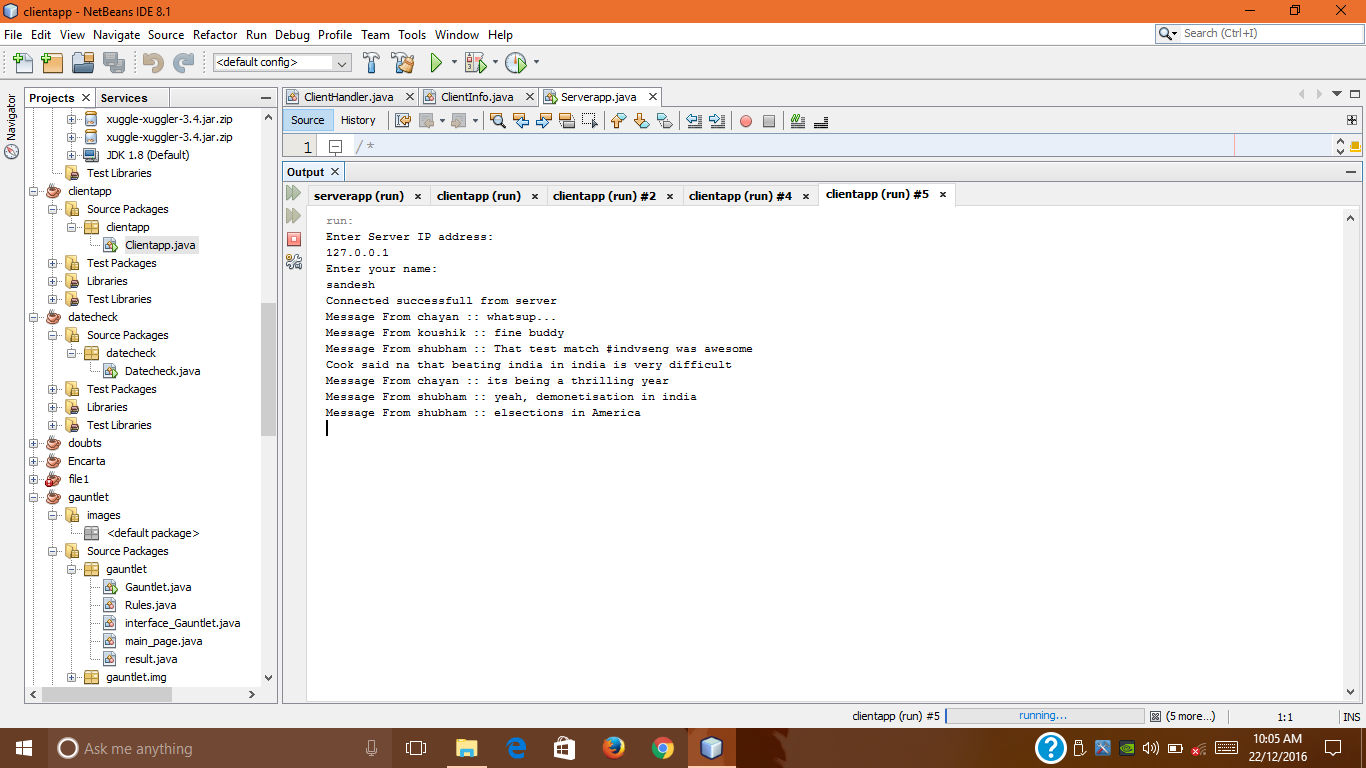 clientapp - NetBeans IDE 8.1
File Edit View Navigate Source Refactor Run Debug Profile Team Tools Window Help
Search (Ctrl+I)
<default config>
Navigator
Projects Services
xuggle-xuggler-3.4.jar.zip
xuggle-xuggler-3.4.jar.zip
JDK 1.8 (Default)
Test Libraries
clientapp
Source Packages
clientapp
Clientapp.java
Test Packages
Libraries
Test Libraries
datecheck
Source Packages
datecheck
Datecheck.java
Test Packages
Libraries
Test Libraries
doubts
Encarta
file1
gauntlet
images
<default package>
Source Packages
gauntlet
Gauntlet.java
Rules.java
interface_Gauntlet.java
main_page.java
result.java
gauntlet.img
ClientHandler.java ClientInfo.java Serverapp.java
Source History
1 /*
Output
serverapp (run) clientapp (run) clientapp (run) #2 clientapp (run) #4 clientapp (run) #5
run:
Enter Server IP address:
127.0.0.1
Enter your name:
sandesh
Connected successfull from server
Message From chayan :: whatsup...
Message From koushik :: fine buddy
Message From shubham :: That test match #indvseng was awesome
Cook said na that beating india in india is very difficult
Message From chayan :: its being a thrilling year
Message From shubham :: yeah, demonetisation in india
Message From shubham :: elsections in America
clientapp (run) #5 running... (5 more...) 1:1 INS
Ask me anything
10:05 AM
22/12/2016